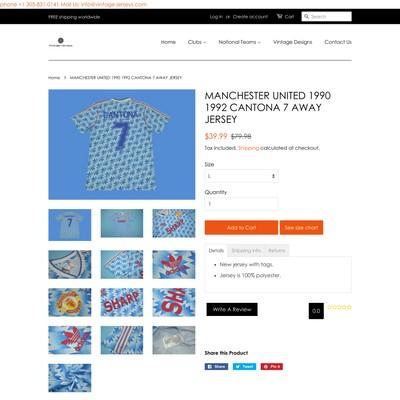 phone +1 305-831-0141 Mail Us: info@vintage-jerseys.com
FREE shipping worldwide
Log in or Create account Search Cart
Home Clubs National Teams Vintage Designs Contact Us
Home › MANCHESTER UNITED 1990 1992 CANTONA 7 AWAY JERSEY
MANCHESTER UNITED 1990
1992 CANTONA 7 AWAY
JERSEY
$39.99 $79.98
Tax included. Shipping calculated at checkout.
Size
L
Quantity
1
Add to Cart See size chart
Details Shipping Info Returns
• New jersey with tags.
• Jersey is 100% polyester.
Write A Review 0.0
Share this Product
Share Tweet Pin it
CANTONA
7
SHARP
SHARP